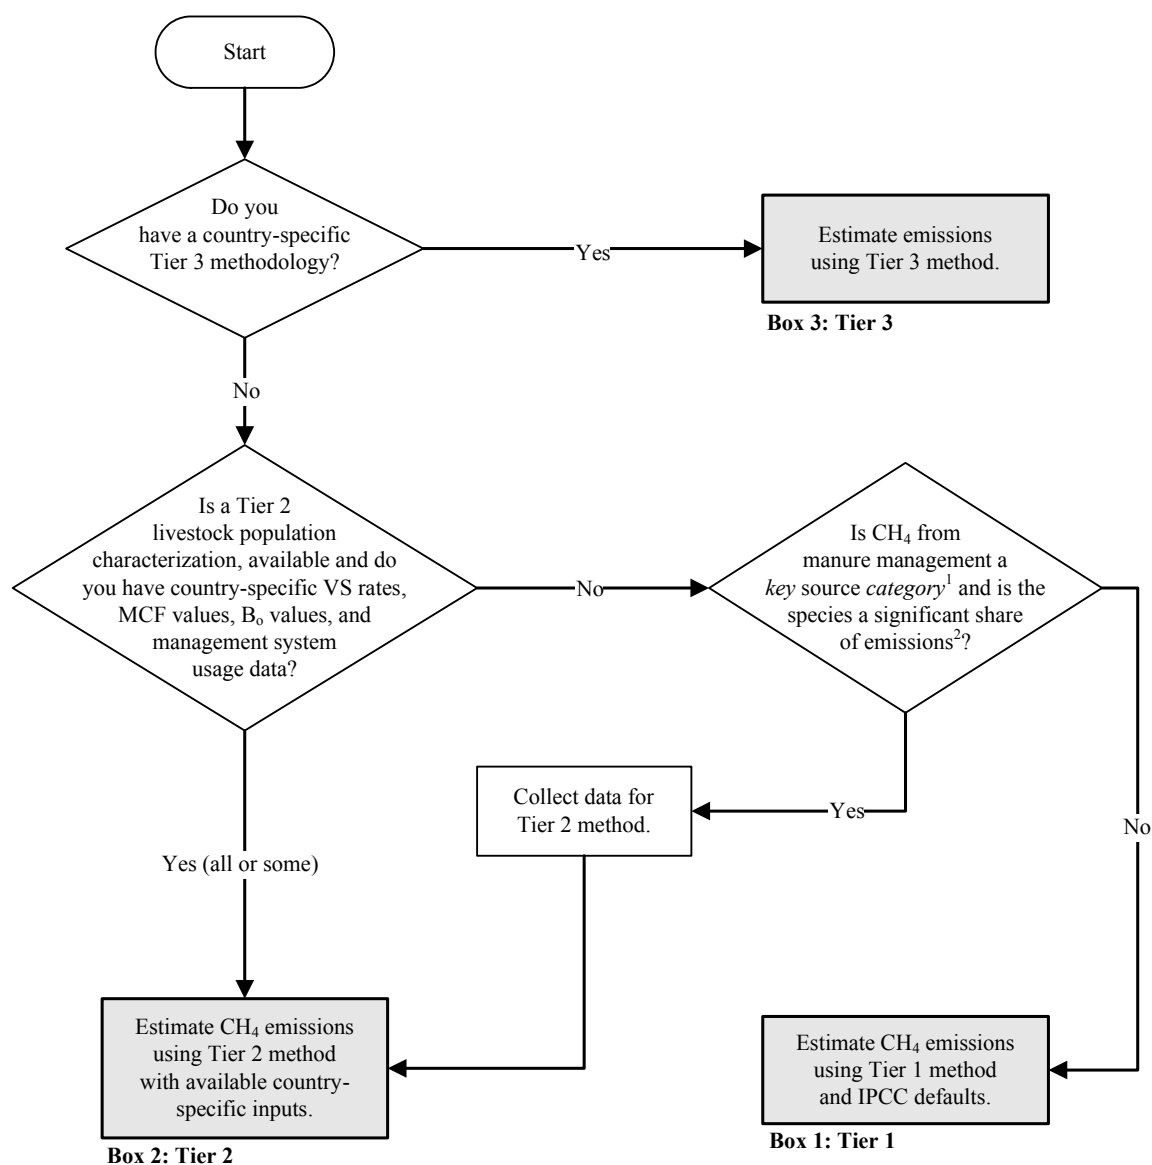 Start
Do you
have a country-specific
Tier 3 methodology?
Yes
Estimate emissions
using Tier 3 method.
Box 3: Tier 3
No
Is a Tier 2
livestock population
characterization, available and do
you have country-specific VS rates,
MCF values, Bₒ values, and
management system
usage data?
No
Is CH₄ from
manure management a
key source category¹ and is the
species a significant share
of emissions²?
Collect data for
Tier 2 method.
Yes
No
Yes (all or some)
Estimate CH₄ emissions
using Tier 2 method
with available country-
specific inputs.
Box 2: Tier 2
Estimate CH₄ emissions
using Tier 1 method
and IPCC defaults.
Box 1: Tier 1